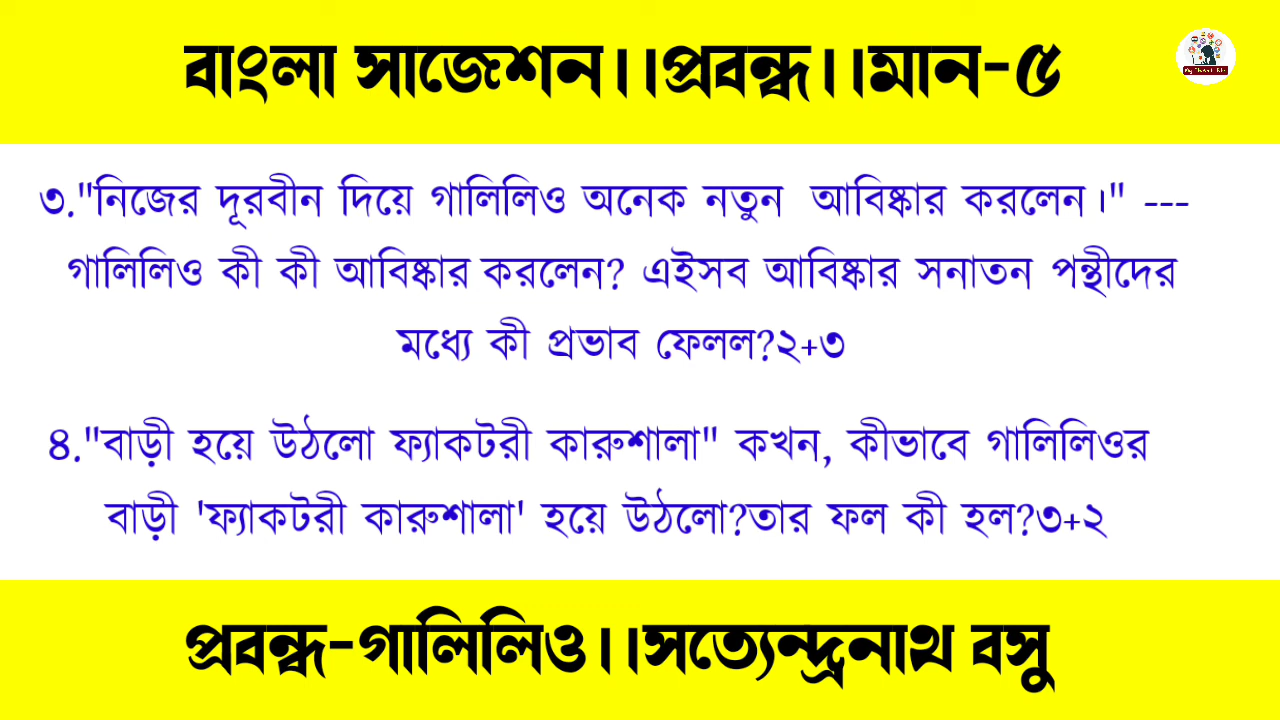 বাংলা সাজেশন।।প্রবন্ধ।।মান-৫
৩."নিজের দূরবীন দিয়ে গালিলিও অনেক নতুন আবিষ্কার করলেন।" ---
গালিলিও কী কী আবিষ্কার করলেন? এইসব আবিষ্কার সনাতন পন্থীদের
মধ্যে কী প্রভাব ফেলল?২+৩
৪."বাড়ী হয়ে উঠলো ফ্যাকটরী কারুশালা" কখন, কীভাবে গালিলিওর
বাড়ী 'ফ্যাকটরী কারুশালা' হয়ে উঠলো?তার ফল কী হল?৩+২
প্রবন্ধ-গালিলিও।।সত্যেন্দ্রনাথ বসু